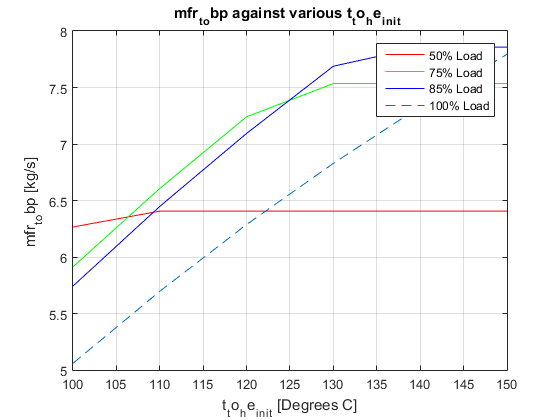 mfr_to bp against various t_t o_h e_init
8
7.5
7
6.5
6
5.5
5
mfr_to bp [kg/s]
50% Load
75% Load
85% Load
100% Load
100 105 110 115 120 125 130 135 140 145 150
t_t o_h e_init [Degrees C]